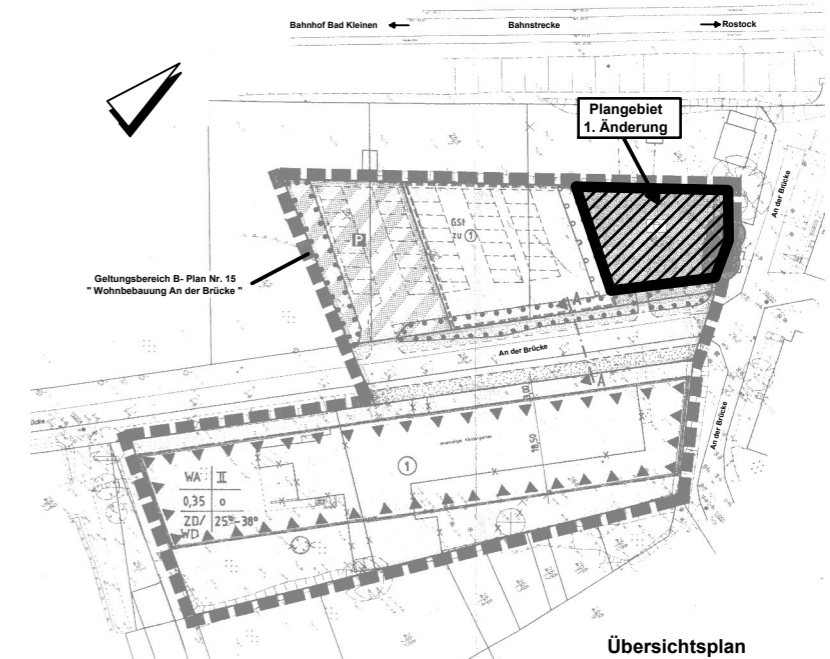 Bahnhof Bad Kleinen
Bahnstrecke
Rostock
Plangebiet
1. Änderung
An der Brücke
GSt
zu 1
P
Geltungsbereich B- Plan Nr. 15
" Wohnbebauung An der Brücke "
An der Brücke
A
A
An der Brücke
18,50
1
WA II
0,35 o
ZD/ 25°-38°
WD
Übersichtsplan